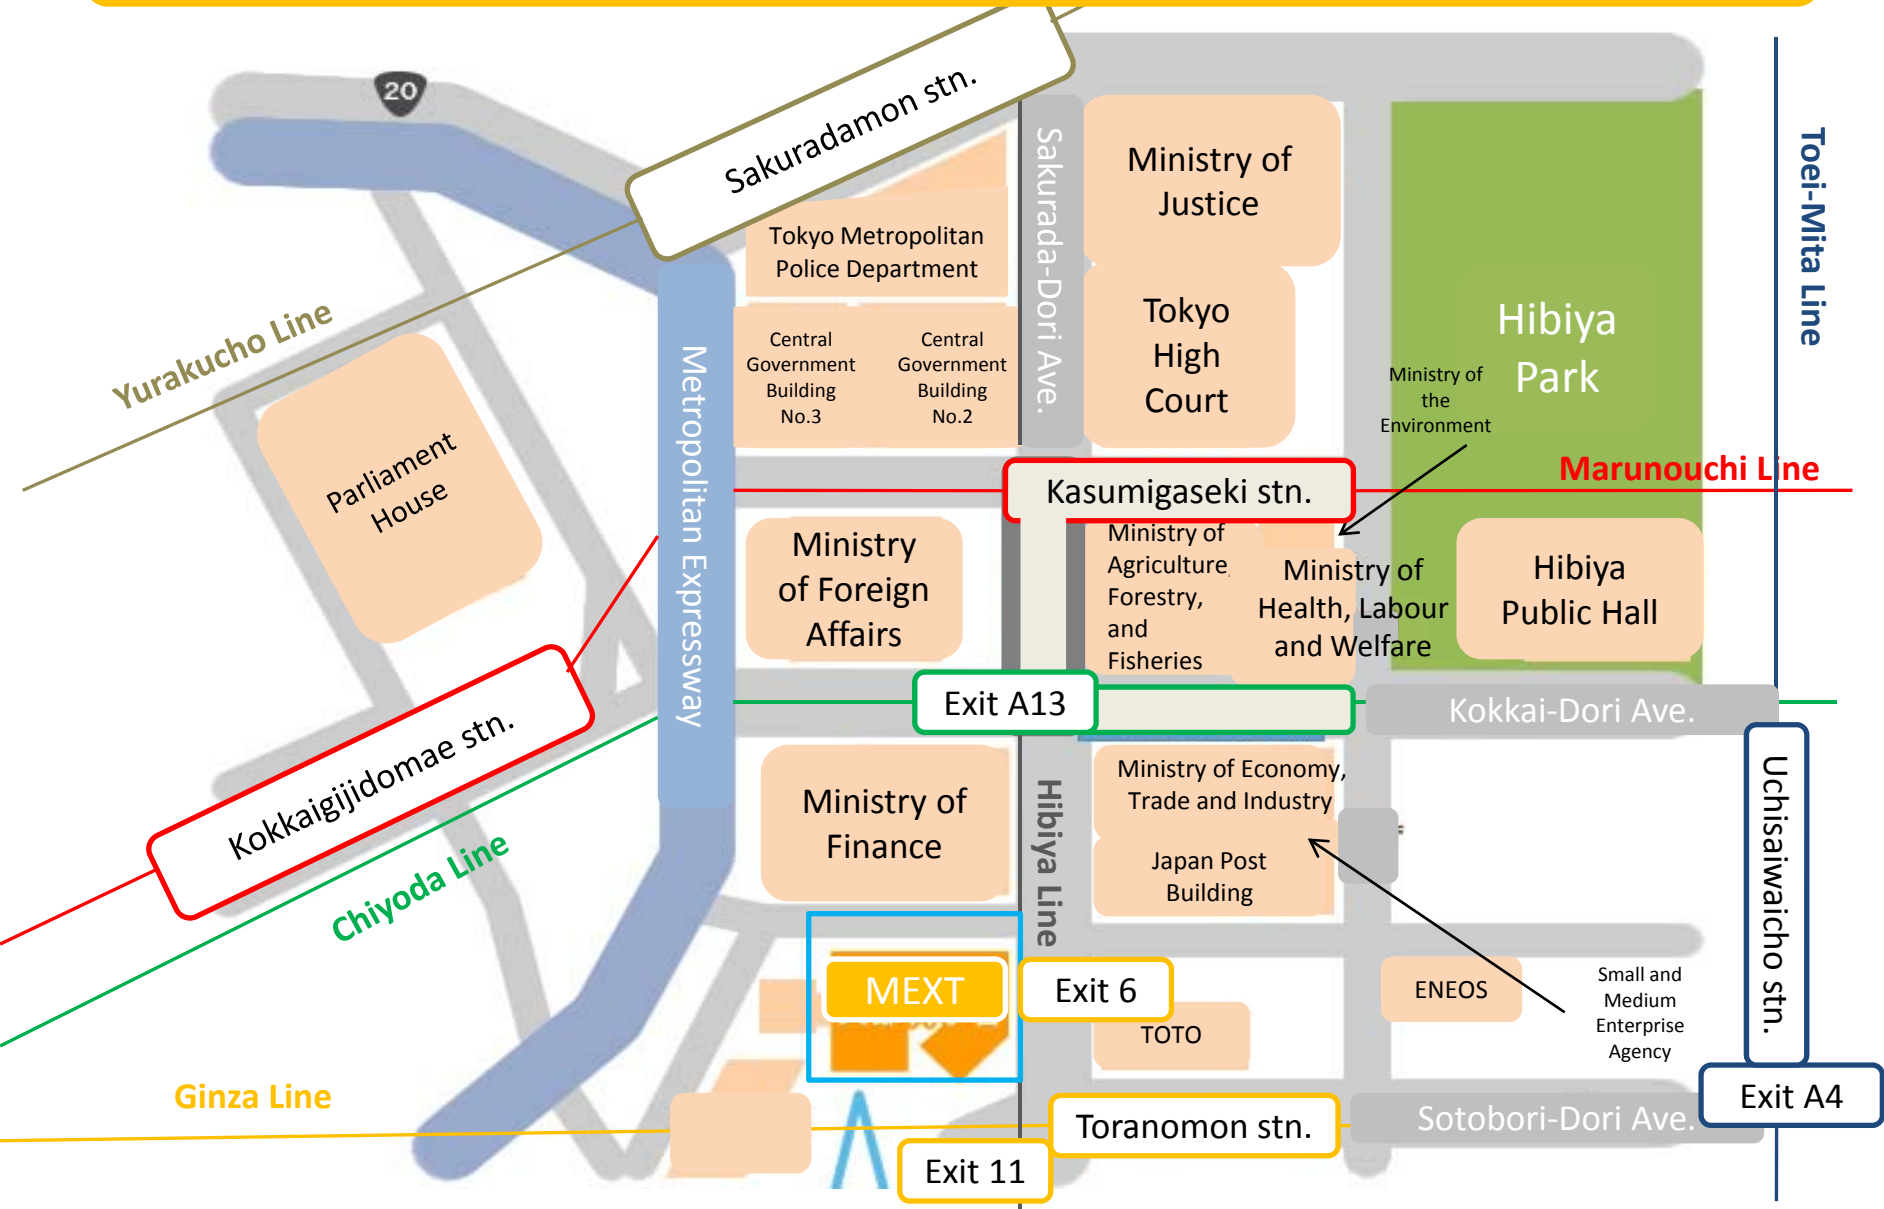 20
Sakuradamon stn.
Sakurada-Dori Ave.
Ministry of
Justice
Toei-Mita Line
Tokyo Metropolitan
Police Department
Yurakucho Line
Central
Government
Building
No.3
Central
Government
Building
No.2
Tokyo
High
Court
Hibiya
Park
Ministry of
the
Environment
Metropolitan Expressway
Parliament
House
Marunouchi Line
Kasumigaseki stn.
Ministry
of Foreign
Affairs
Ministry of
Agriculture,
Forestry,
and
Fisheries
Ministry of
Health, Labour
and Welfare
Hibiya
Public Hall
Exit A13
Kokkai-Dori Ave.
Kokkaigijidomae stn.
Chiyoda Line
Ministry of
Finance
Hibiya Line
Ministry of Economy,
Trade and Industry
Japan Post
Building
Uchisaiwaicho stn.
MEXT
Exit 6
TOTO
ENEOS
Small and
Medium
Enterprise
Agency
Ginza Line
Toranomon stn.
Sotobori-Dori Ave.
Exit A4
Exit 11